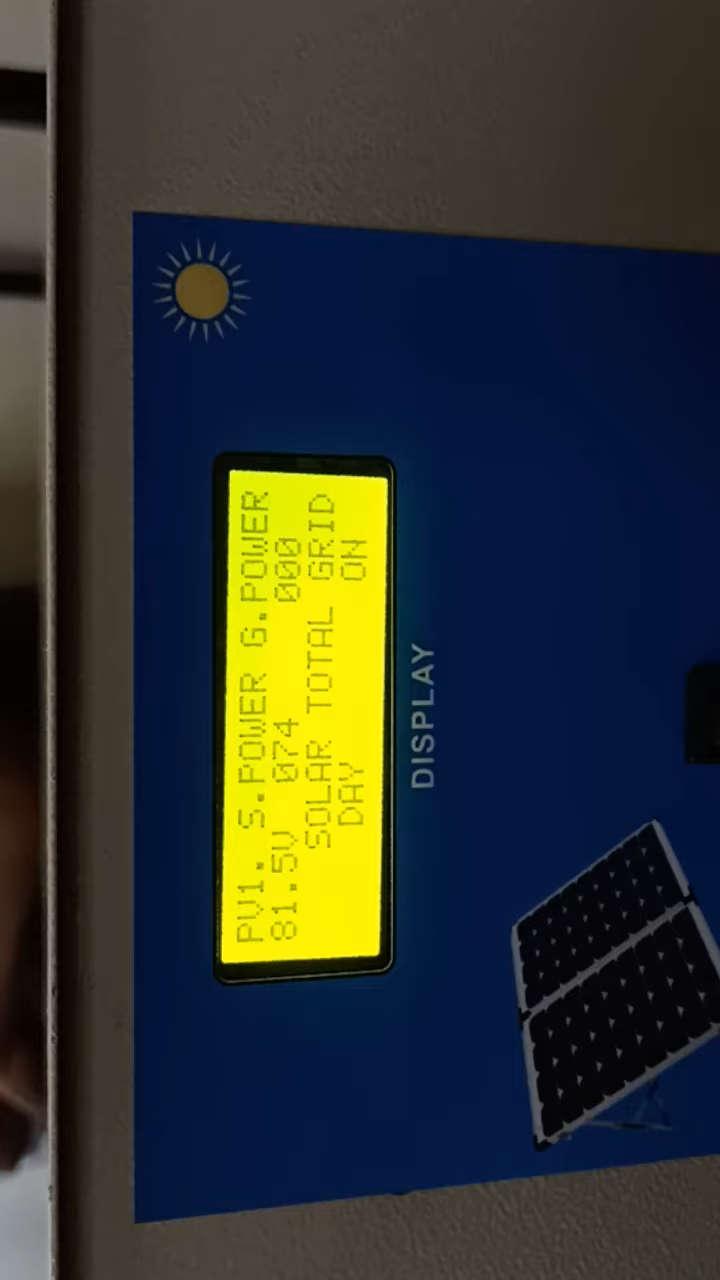 PV1. S.POWER G.POWER
81.5V 074 000
SOLAR TOTAL GRID
DAY ON
DISPLAY